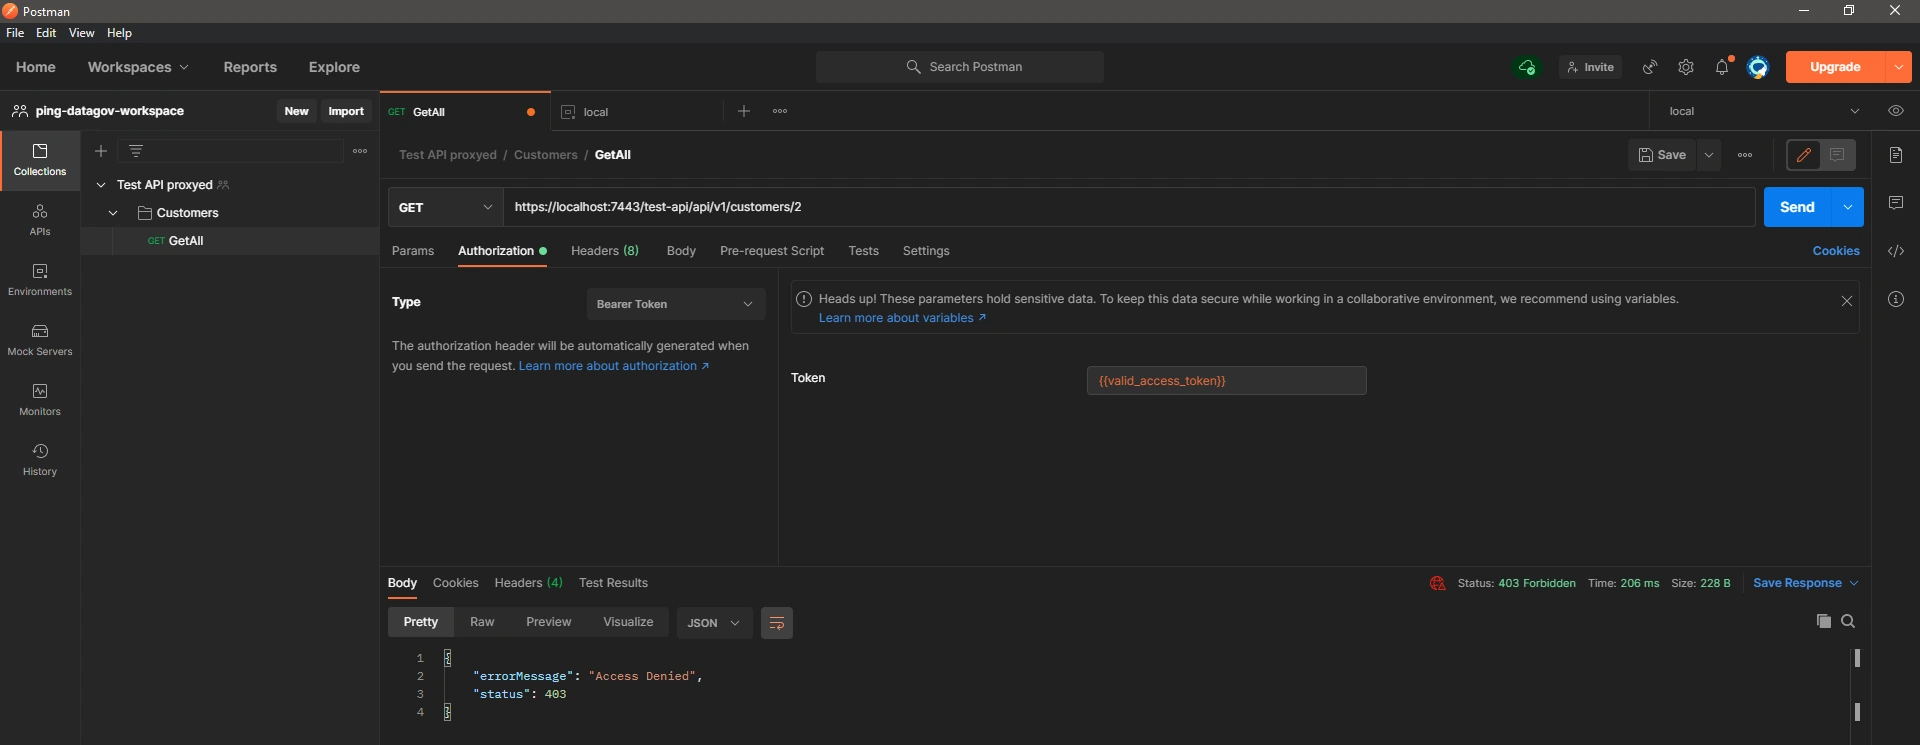 Postman
File Edit View Help
Home Workspaces Reports Explore Search Postman Invite Upgrade
ping-datagov-workspace New Import GET GetAll local local
Collections
Test API proxyed / Customers / GetAll Save
Test API proxyed
Customers
GET GetAll
APIs
Environments
Mock Servers
Monitors
History
GET https://localhost:7443/test-api/api/v1/customers/2 Send
Params Authorization Headers (8) Body Pre-request Script Tests Settings Cookies
Type Bearer Token
The authorization header will be automatically generated when
you send the request. Learn more about authorization ↗
Heads up! These parameters hold sensitive data. To keep this data secure while working in a collaborative environment, we recommend using variables.
Learn more about variables ↗
Token {{valid_access_token}}
Body Cookies Headers (4) Test Results Status: 403 Forbidden Time: 206 ms Size: 228 B Save Response
Pretty Raw Preview Visualize JSON
1 {
2 "errorMessage": "Access Denied",
3 "status": 403
4 }